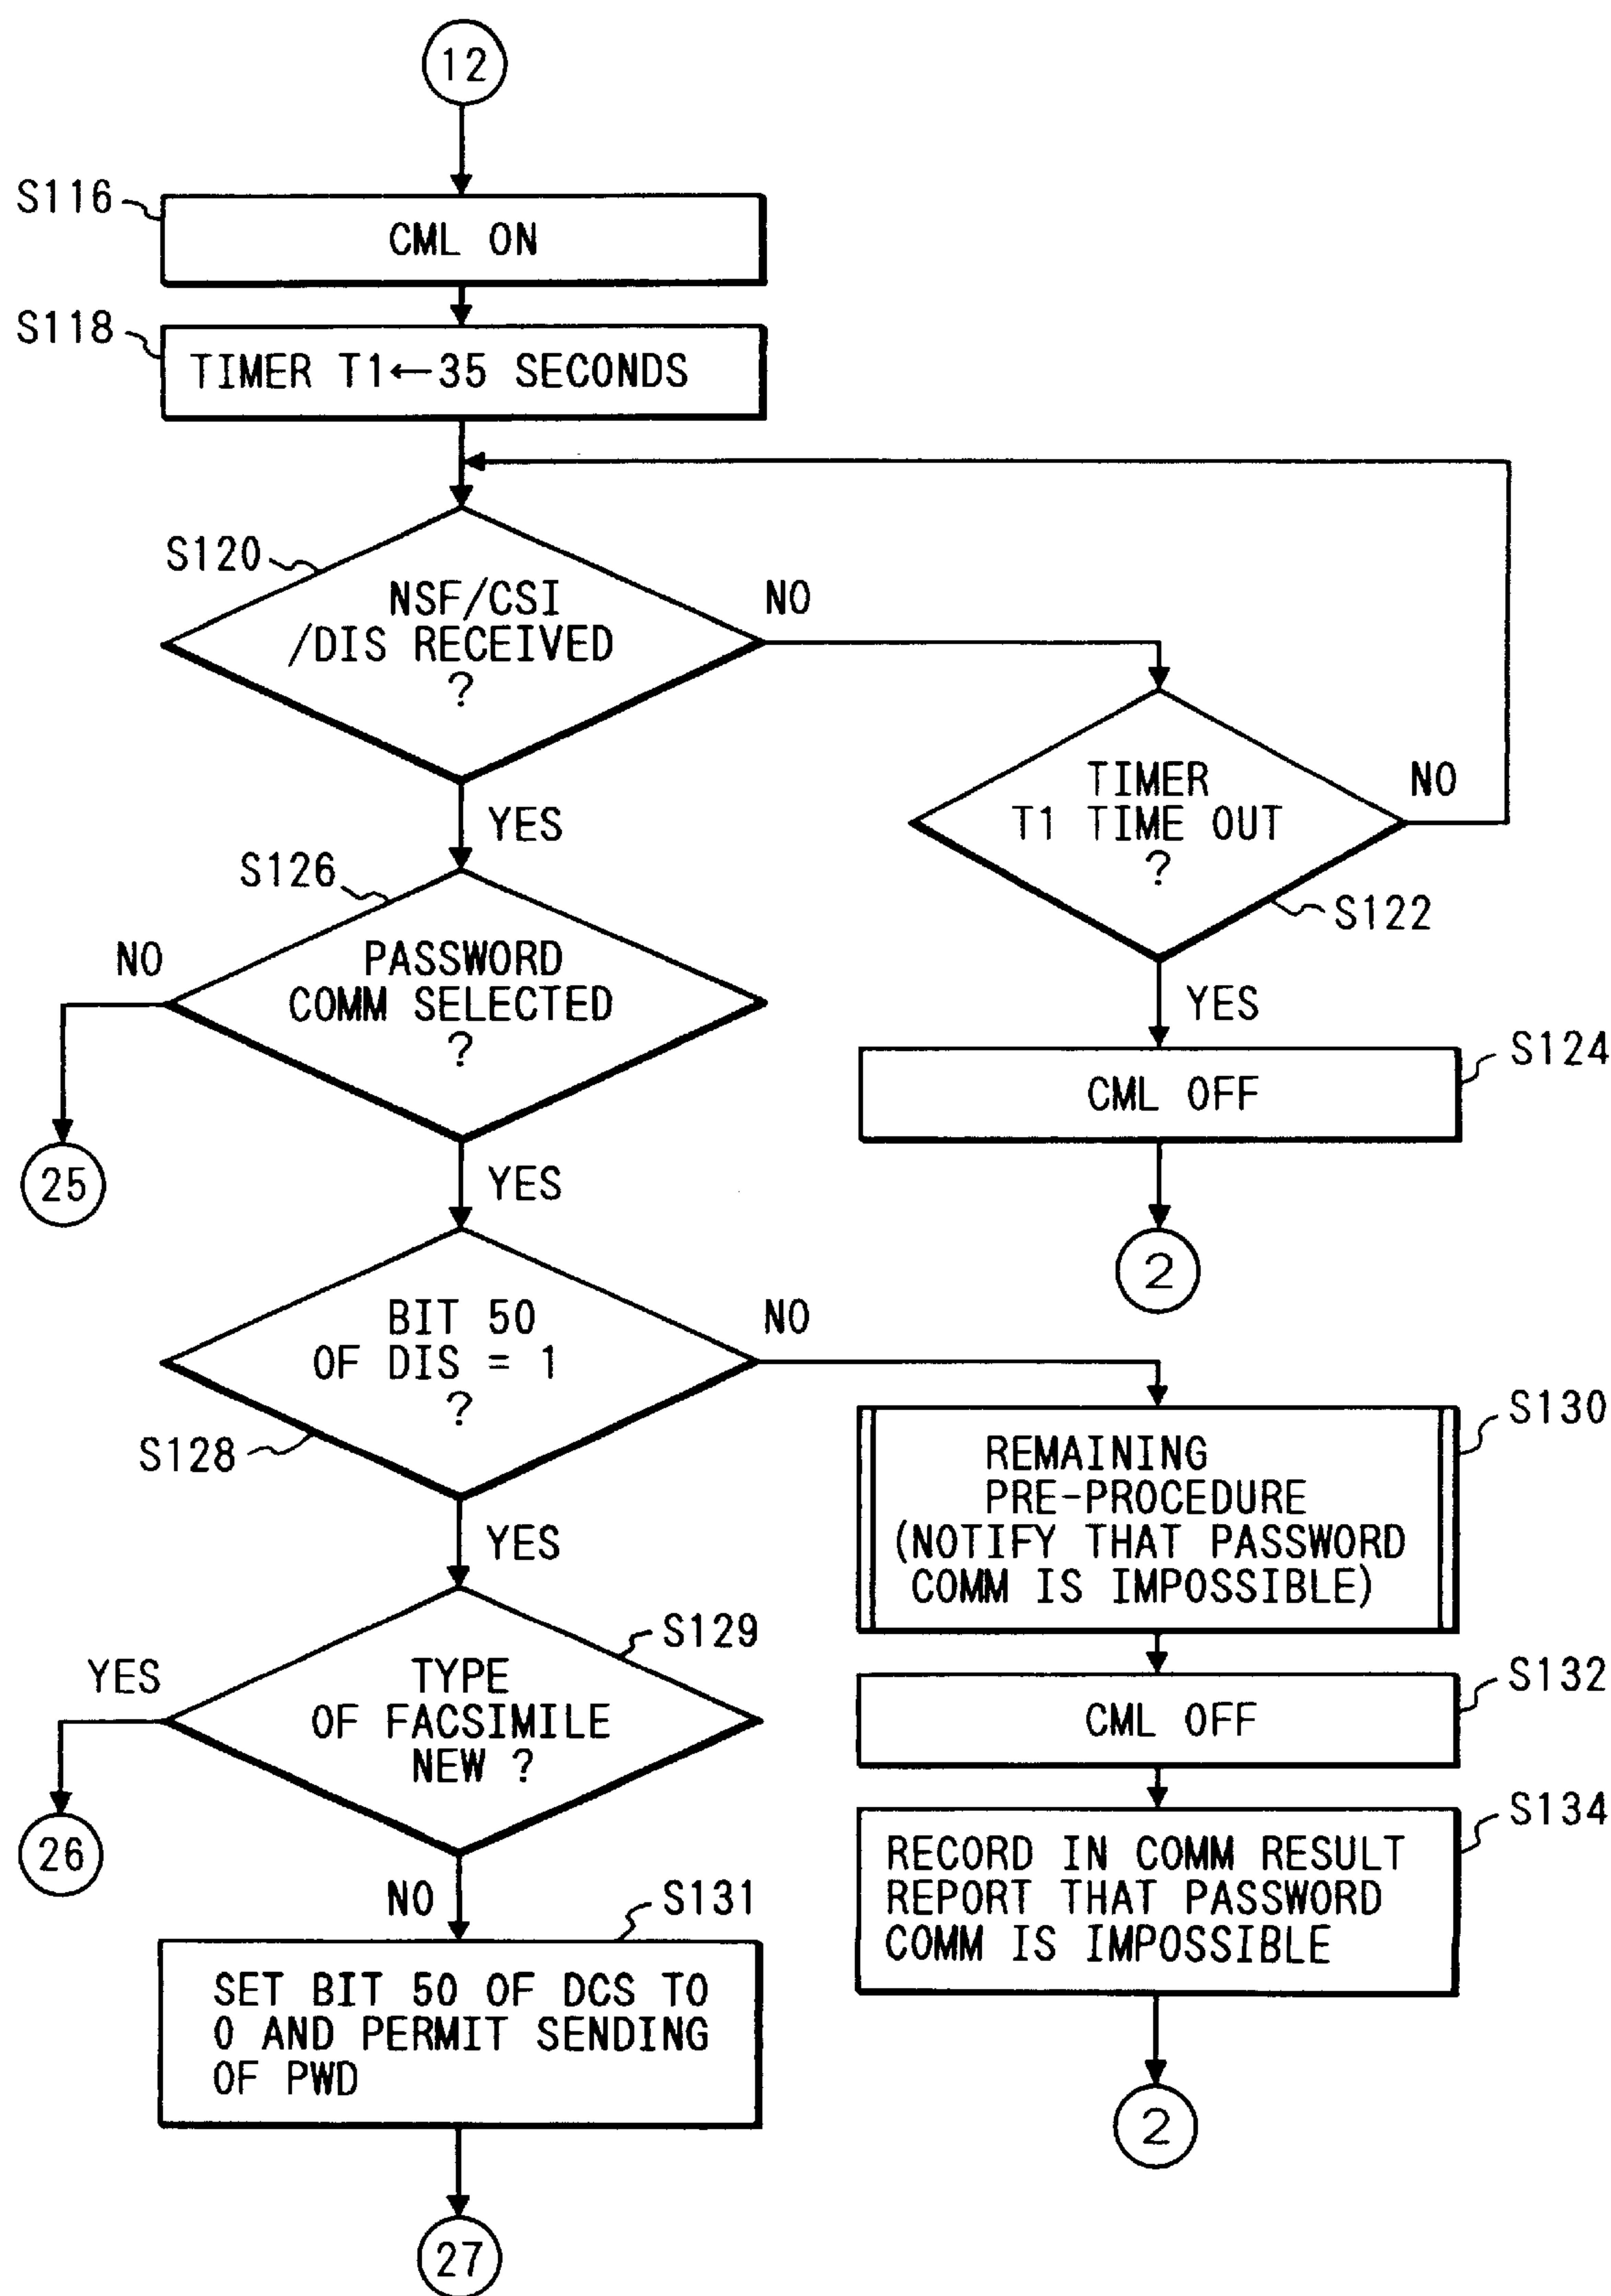 12
S116
CML ON
S118
TIMER T1←35 SECONDS
S120
NSF/CSI
/DIS RECEIVED
?
NO
YES
TIMER
T1 TIME OUT
?
NO
S122
YES
S126
PASSWORD
COMM SELECTED
?
NO
25
YES
S124
CML OFF
2
BIT 50
OF DIS = 1
?
NO
S128
YES
S130
REMAINING
PRE-PROCEDURE
(NOTIFY THAT PASSWORD
COMM IS IMPOSSIBLE)
S129
TYPE
OF FACSIMILE
NEW ?
YES
26
NO
S132
CML OFF
S134
RECORD IN COMM RESULT
REPORT THAT PASSWORD
COMM IS IMPOSSIBLE
2
S131
SET BIT 50 OF DCS TO
0 AND PERMIT SENDING
OF PWD
27